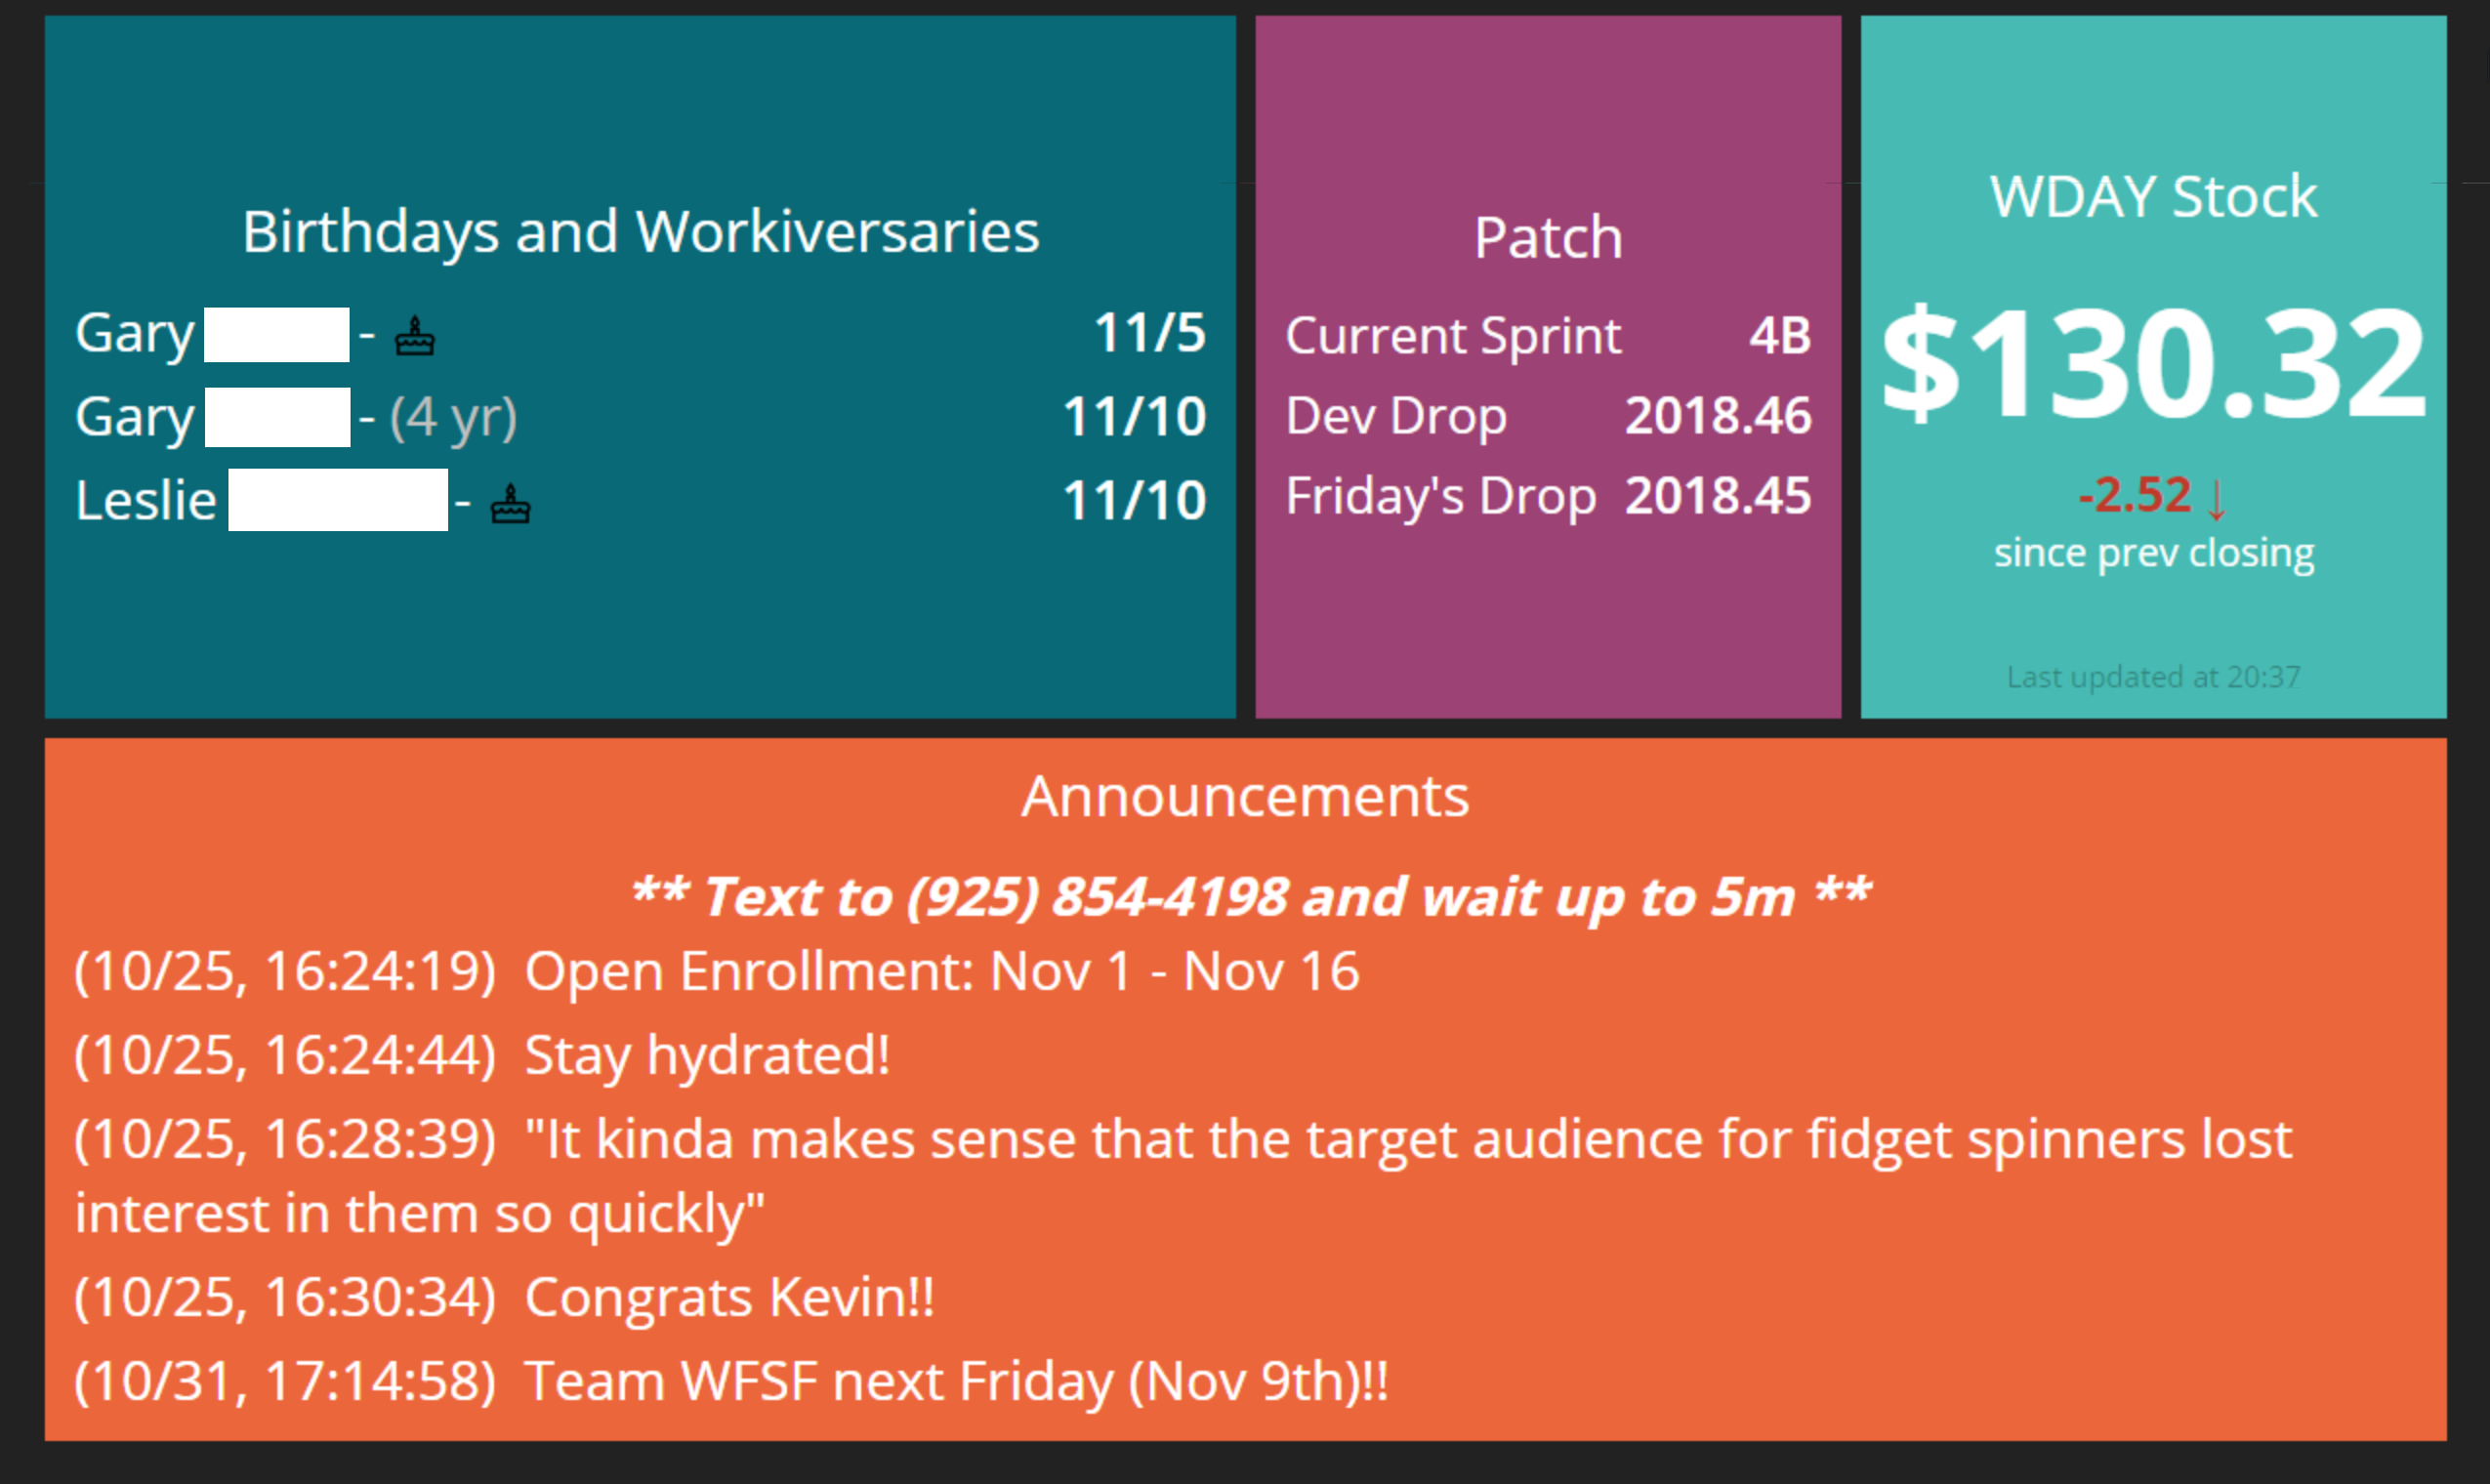 Birthdays and Workiversaries
Gary -
11/5
Gary - (4 yr)
11/10
Leslie -
11/10
Patch
Current Sprint 4B
Dev Drop 2018.46
Friday's Drop 2018.45
WDAY Stock
$130.32
-2.52 ↓
since prev closing
Last updated at 20:37
Announcements
** Text to (925) 854-4198 and wait up to 5m **
(10/25, 16:24:19) Open Enrollment: Nov 1 - Nov 16
(10/25, 16:24:44) Stay hydrated!
(10/25, 16:28:39) "It kinda makes sense that the target audience for fidget spinners lost
interest in them so quickly"
(10/25, 16:30:34) Congrats Kevin!!
(10/31, 17:14:58) Team WFSF next Friday (Nov 9th)!!